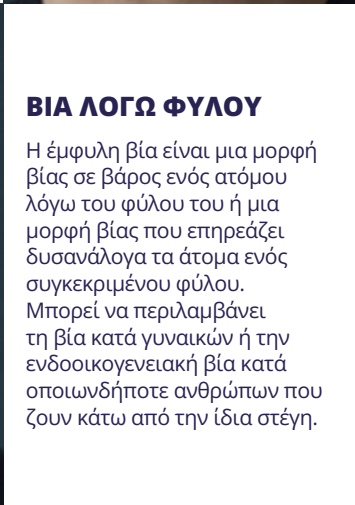 ΒΙΑ ΛΟΓΩ ΦΥΛΟΥ
Η έμφυλη βία είναι μια μορφή
βίας σε βάρος ενός ατόμου
λόγω του φύλου του ή μια
μορφή βίας που επηρεάζει
δυσανάλογα τα άτομα ενός
συγκεκριμένου φύλου.
Μπορεί να περιλαμβάνει
τη βία κατά γυναικών ή την
ενδοοικογενειακή βία κατά
οποιωνδήποτε ανθρώπων που
ζουν κάτω από την ίδια στέγη.